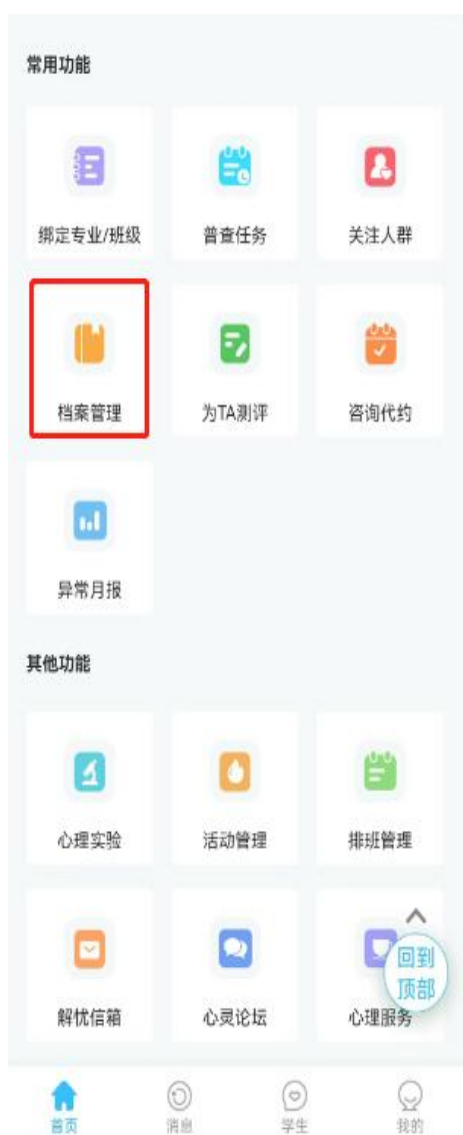 常用功能
绑定专业/班级
普查任务
关注人群
档案管理
为TA测评
咨询代约
异常月报
其他功能
心理实验
活动管理
排班管理
解忧信箱
心灵论坛
心理服务
回到
顶部
首页
消息
学生
我的